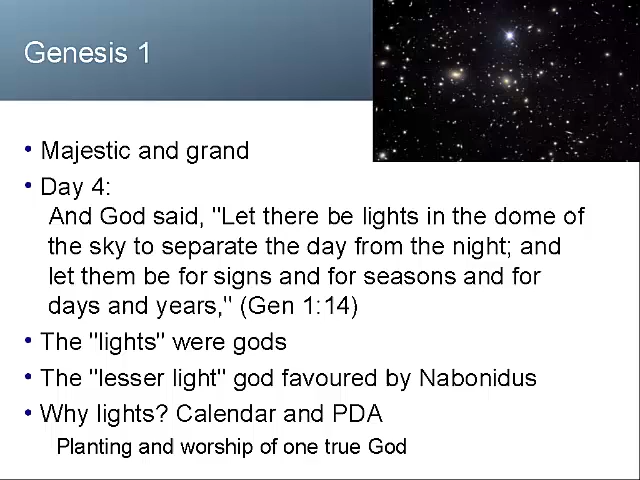 Genesis 1
• Majestic and grand
• Day 4:
And God said, "Let there be lights in the dome of
the sky to separate the day from the night; and
let them be for signs and for seasons and for
days and years," (Gen 1:14)
• The "lights" were gods
• The "lesser light" god favoured by Nabonidus
• Why lights? Calendar and PDA
Planting and worship of one true God